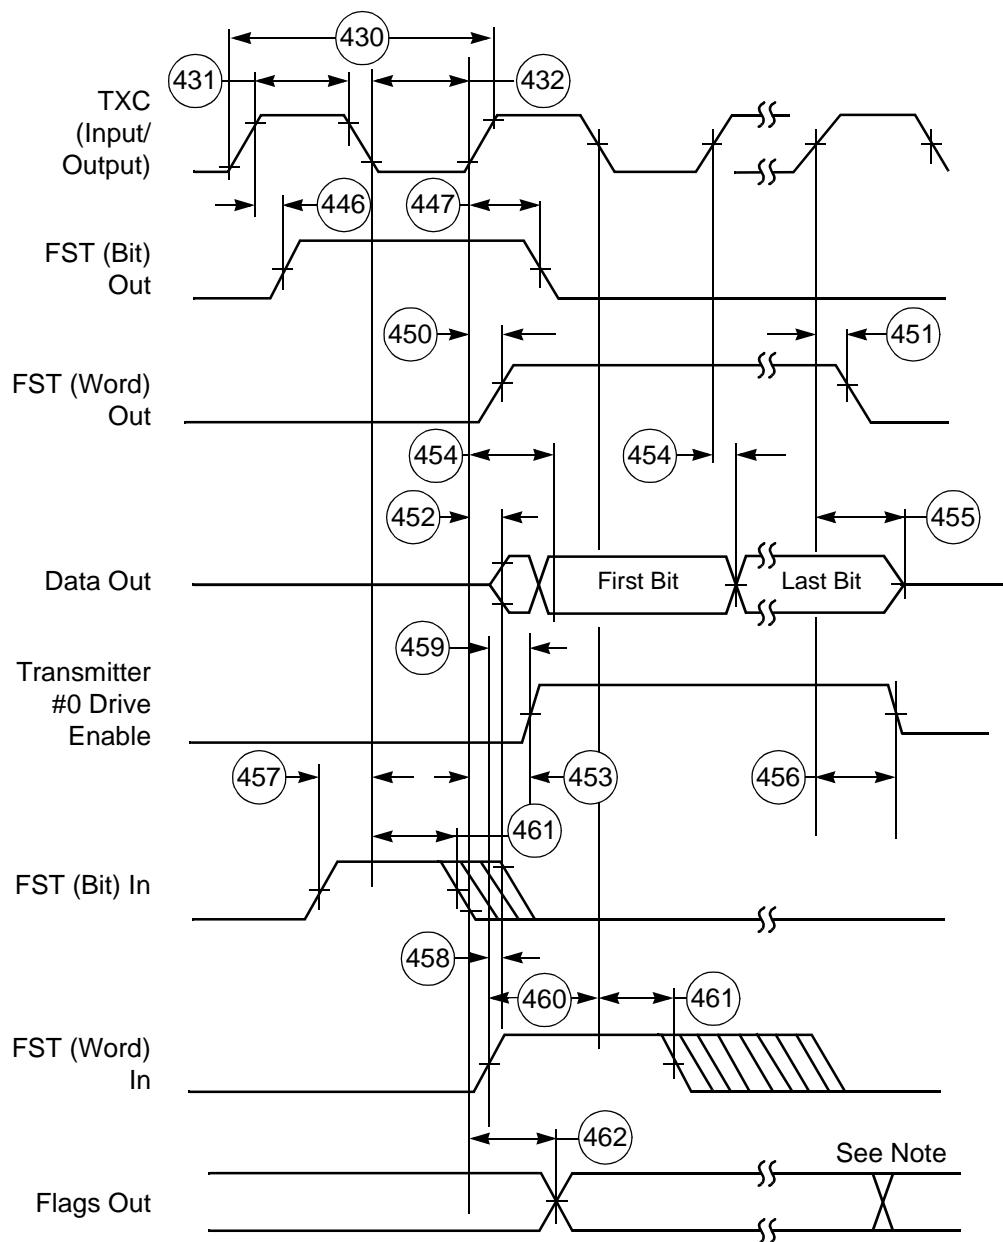 430
431
432
TXC
(Input/
Output)
446
447
FST (Bit)
Out
450
451
FST (Word)
Out
454
454
452
455
Data Out
First Bit
Last Bit
459
Transmitter
#0 Drive
Enable
457
453
456
461
FST (Bit) In
458
460
461
FST (Word)
In
462
See Note
Flags Out